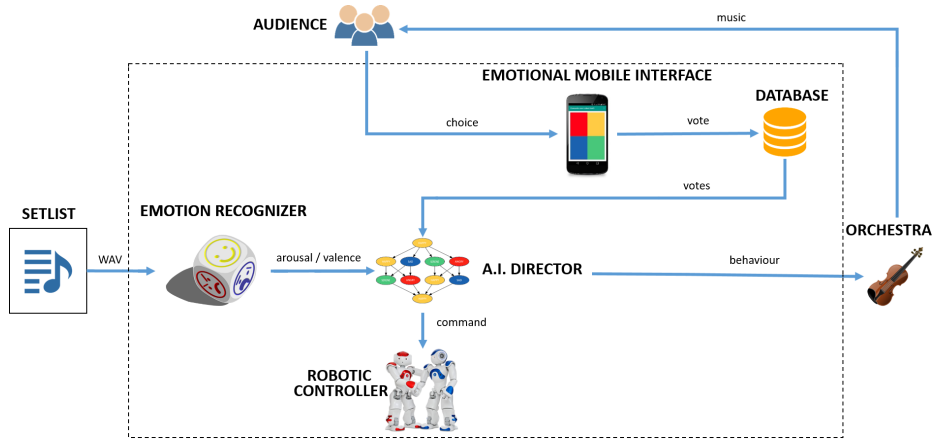 AUDIENCE
music
EMOTIONAL MOBILE INTERFACE
DATABASE
choice
vote
votes
SETLIST
EMOTION RECOGNIZER
ORCHESTRA
WAV
arousal / valence
A.I. DIRECTOR
behaviour
command
ROBOTIC
CONTROLLER